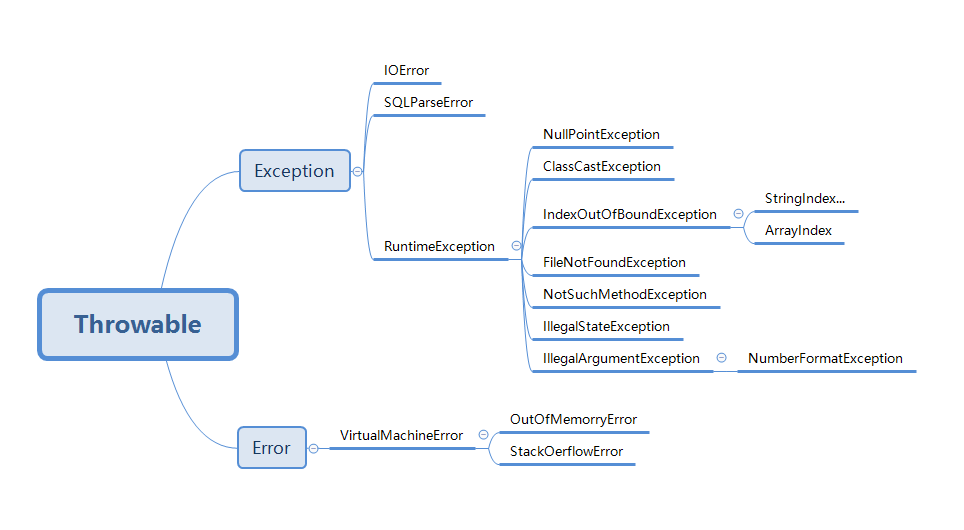 IOError
SQLParseError
NullPointException
ClassCastException
Exception
StringIndex...
IndexOutOfBoundException
ArrayIndex
RuntimeException
FileNotFoundException
NotSuchMethodException
Throwable
IllegalStateException
IllegalArgumentException
NumberFormatException
OutOfMemorryError
VirtualMachineError
Error
StackOerflowError